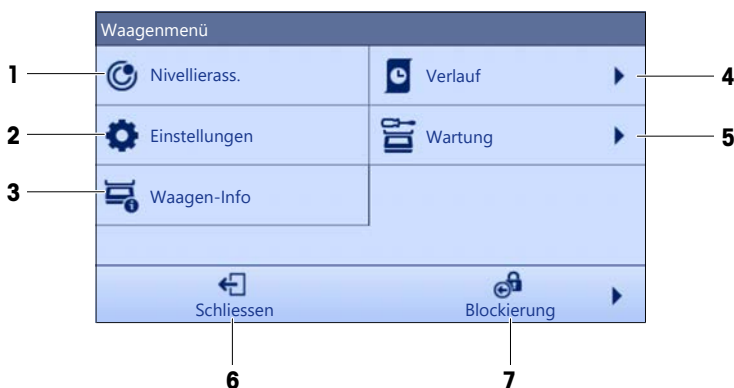 Waagenmenü
1 Nivellierass. Verlauf 4
2 Einstellungen Wartung 5
3 Waagen-Info
Schliessen Blockierung
6 7